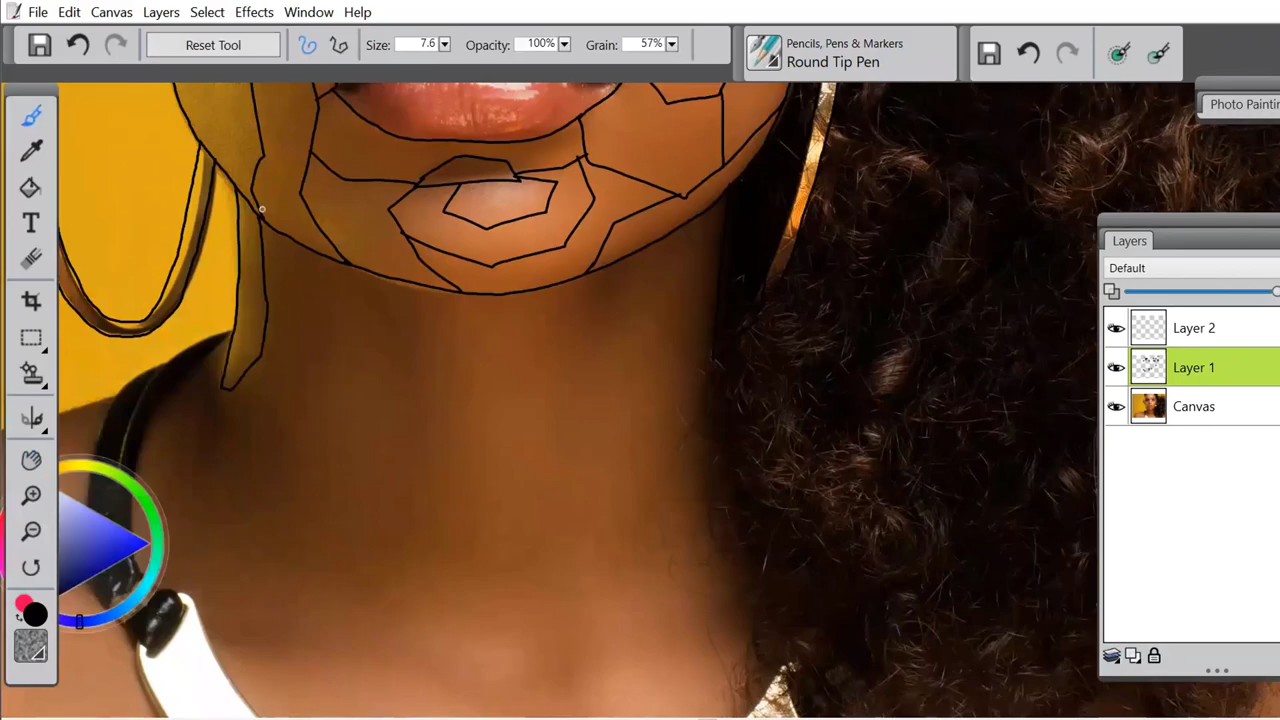 File Edit Canvas Layers Select Effects Window Help
Reset Tool Size: 7.6 Opacity: 100% Grain: 57%
Pencils, Pens & Markers
Round Tip Pen
Photo Paintin
T
Layers
Default
Layer 2
Layer 1
Canvas